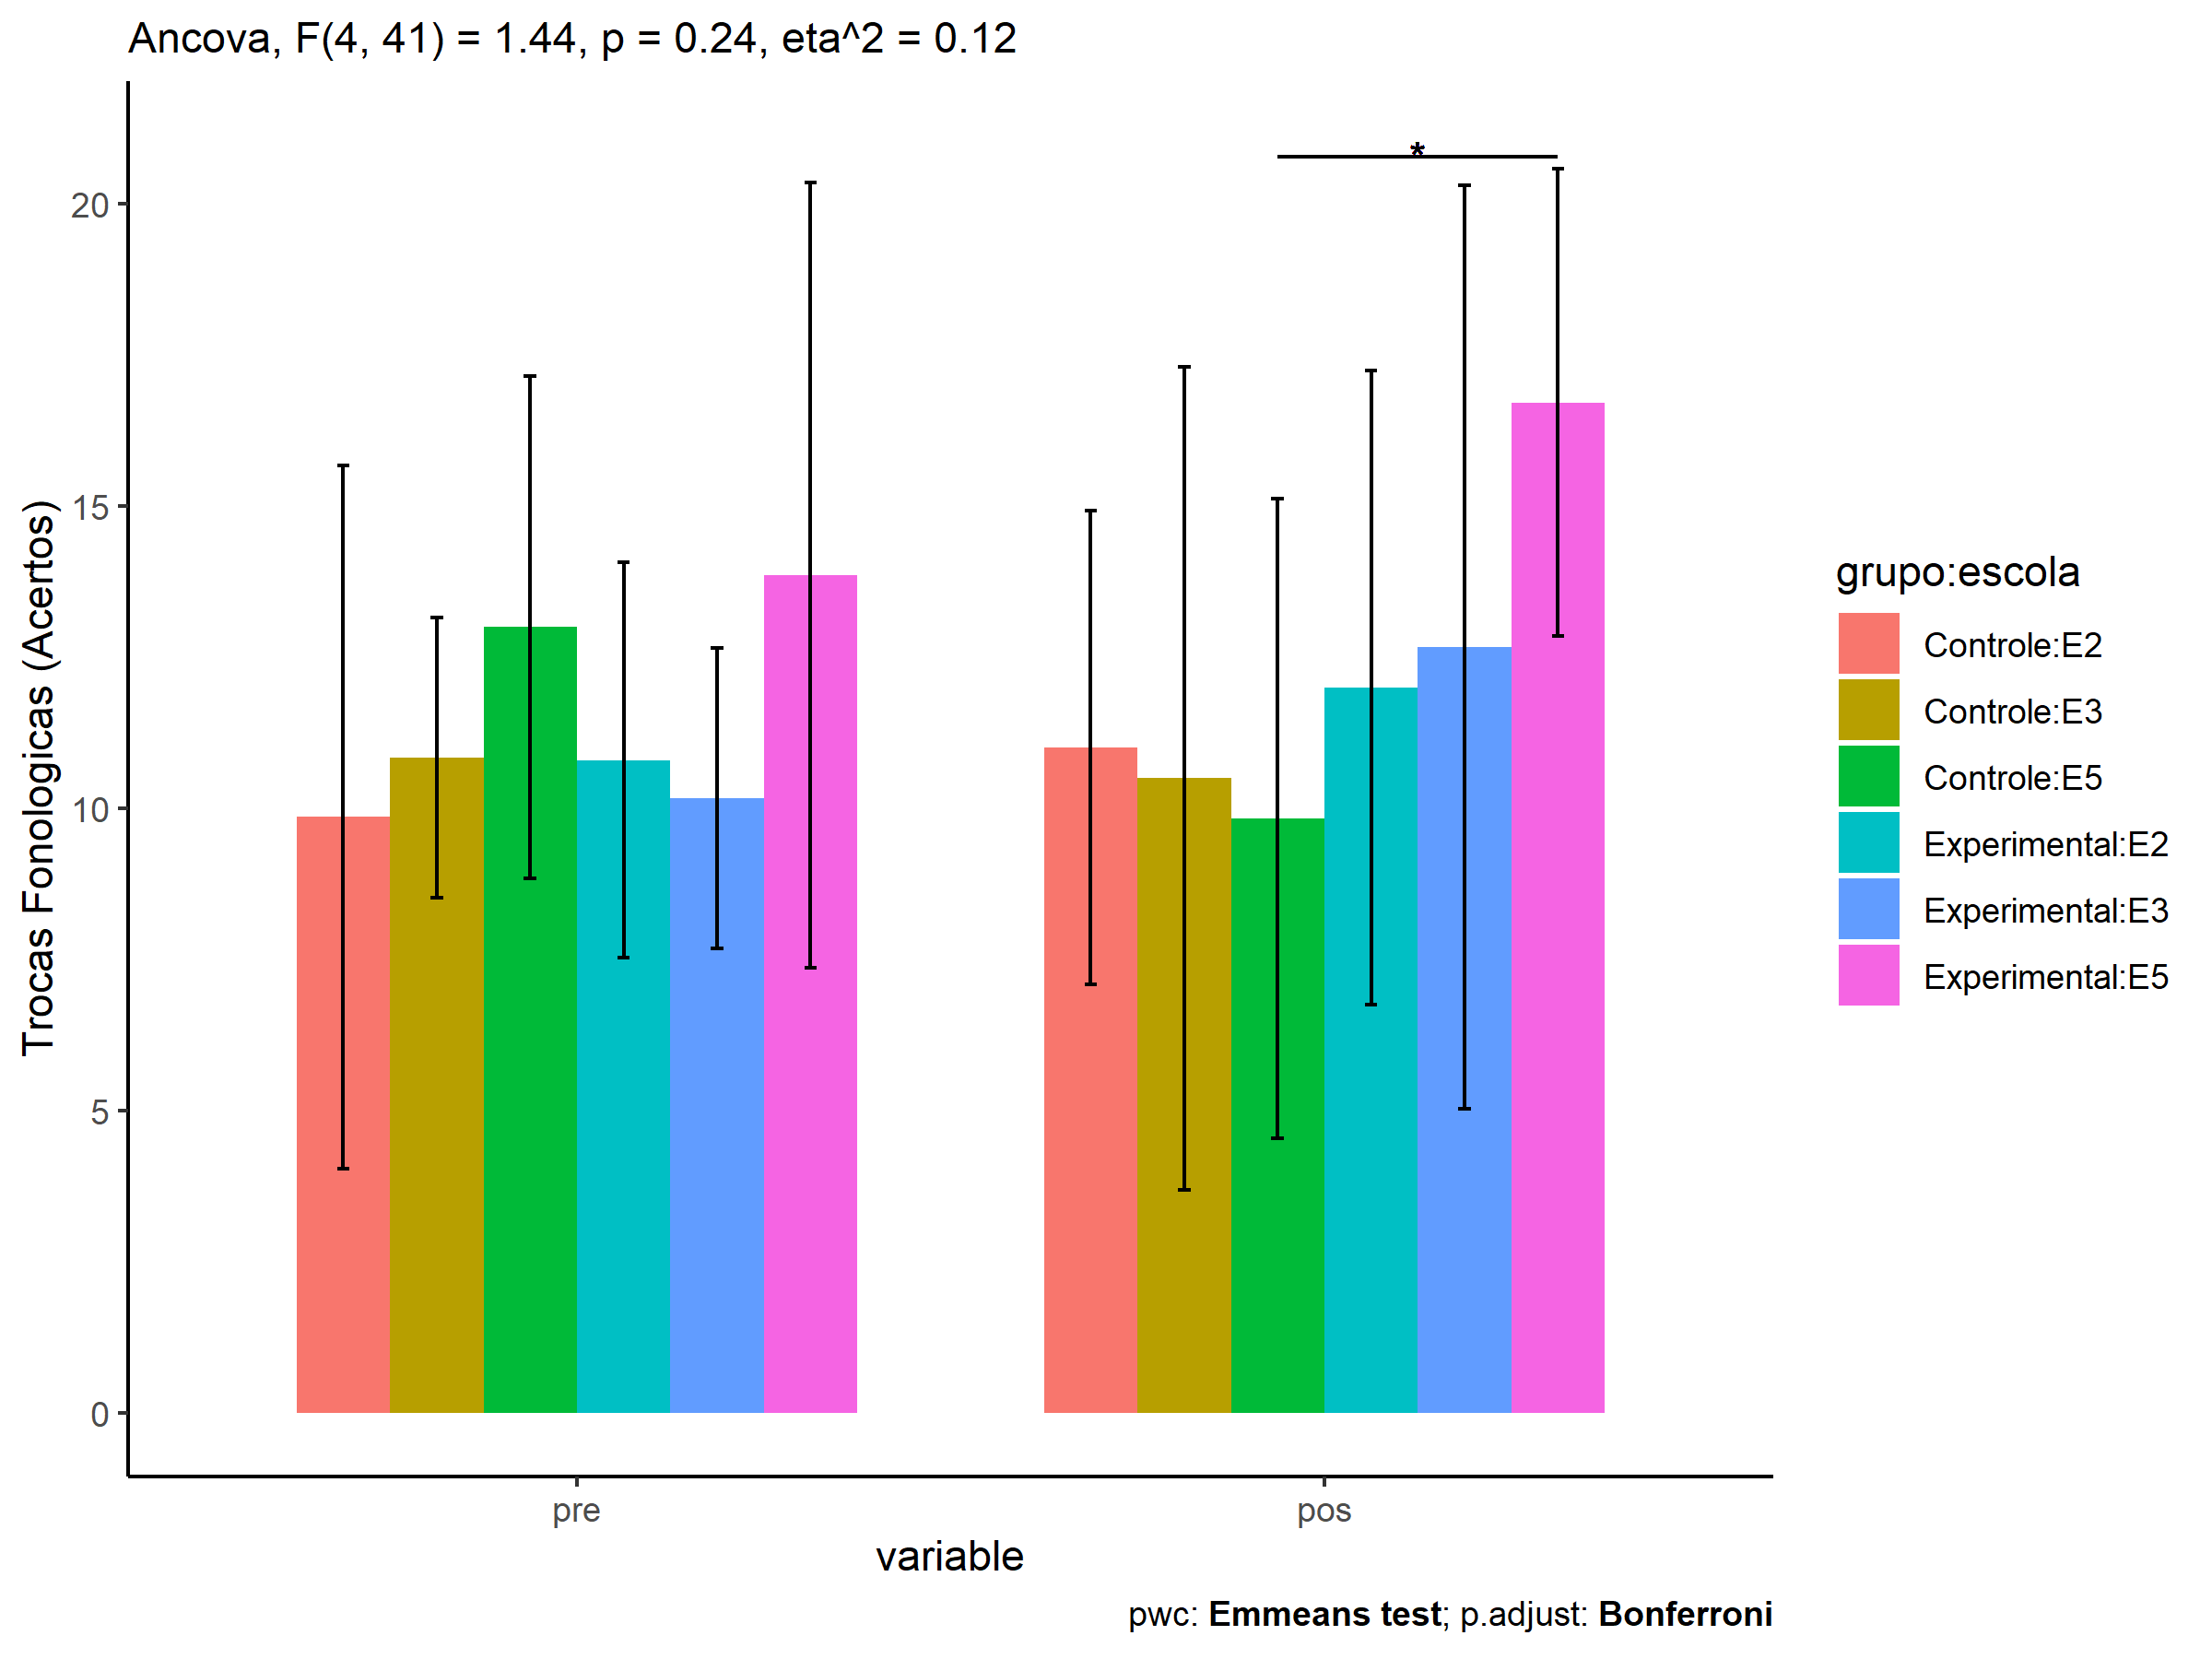 Ancova, F(4, 41) = 1.44, p = 0.24, eta^2 = 0.12
*
20
15
10
5
0
Trocas Fonologicas (Acertos)
pre
pos
variable
grupo:escola
Controle:E2
Controle:E3
Controle:E5
Experimental:E2
Experimental:E3
Experimental:E5
pwc: Emmeans test; p.adjust: Bonferroni